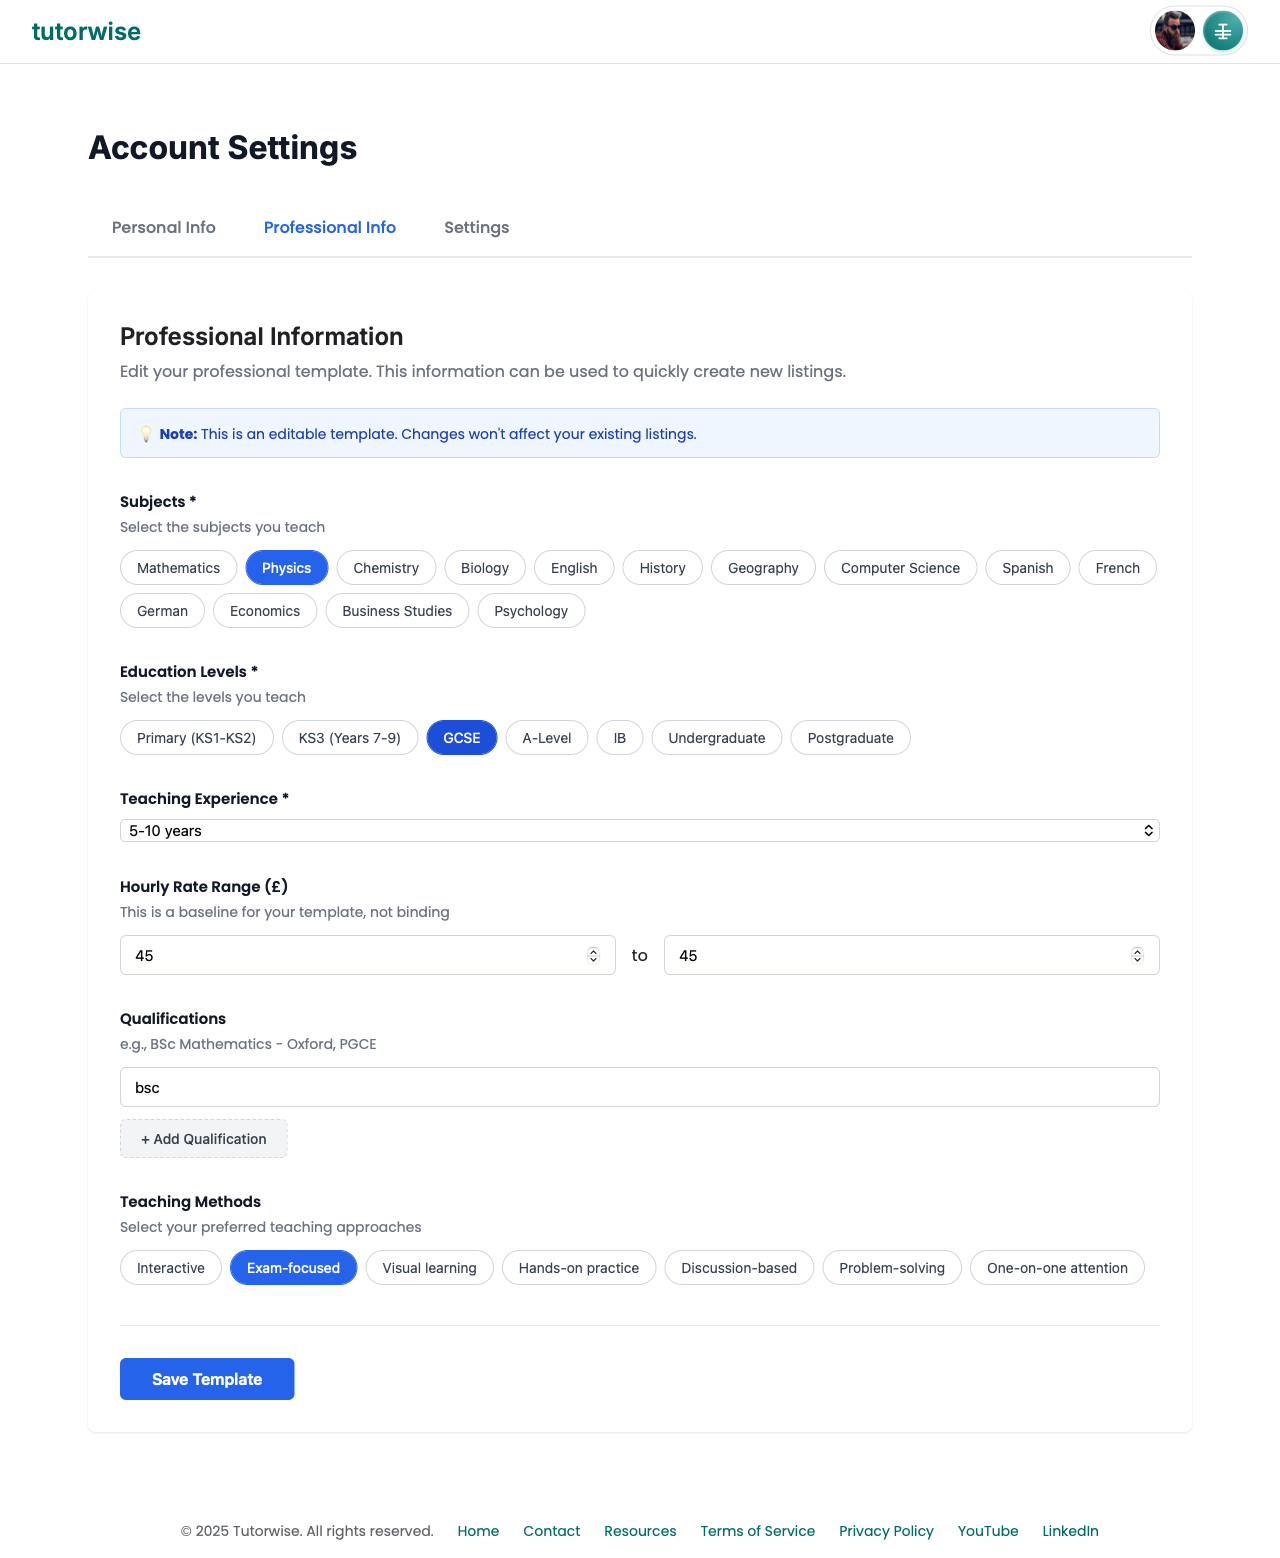 tutorwise
Account Settings
Personal Info Professional Info Settings
Professional Information
Edit your professional template. This information can be used to quickly create new listings.
💡 Note: This is an editable template. Changes won't affect your existing listings.
Subjects *
Select the subjects you teach
Mathematics Physics Chemistry Biology English History Geography Computer Science Spanish French
German Economics Business Studies Psychology
Education Levels *
Select the levels you teach
Primary (KS1-KS2) KS3 (Years 7-9) GCSE A-Level IB Undergraduate Postgraduate
Teaching Experience *
5-10 years
Hourly Rate Range (£)
This is a baseline for your template, not binding
45 to 45
Qualifications
e.g., BSc Mathematics - Oxford, PGCE
bsc
+ Add Qualification
Teaching Methods
Select your preferred teaching approaches
Interactive Exam-focused Visual learning Hands-on practice Discussion-based Problem-solving One-on-one attention
Save Template
© 2025 Tutorwise. All rights reserved. Home Contact Resources Terms of Service Privacy Policy YouTube LinkedIn